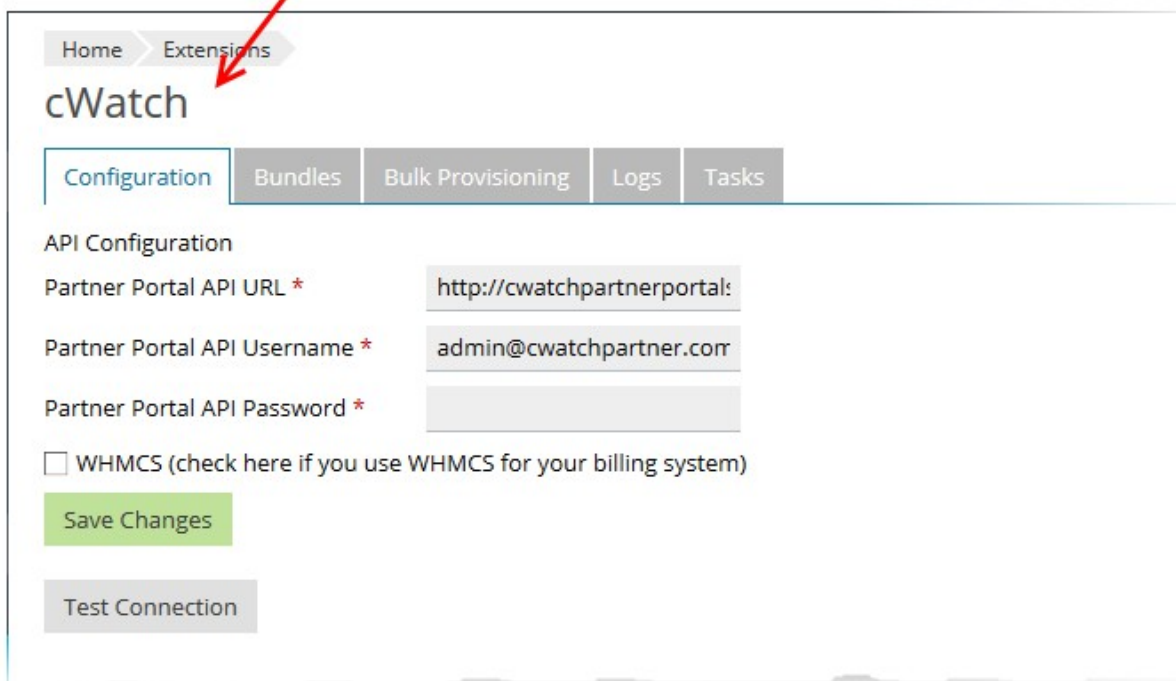 Home Extensions
cWatch
Configuration Bundles Bulk Provisioning Logs Tasks
API Configuration
Partner Portal API URL * http://cwatchpartnerportals
Partner Portal API Username * admin@cwatchpartner.com
Partner Portal API Password *
WHMCS (check here if you use WHMCS for your billing system)
Save Changes
Test Connection